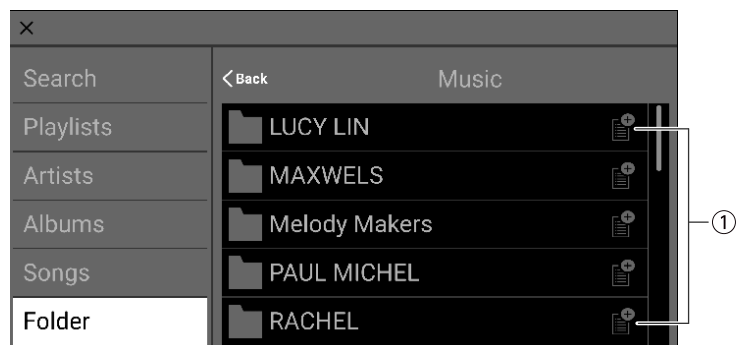 ×
Search
Playlists
Artists
Albums
Songs
Folder
< Back
Music
LUCY LIN
MAXWELS
Melody Makers
PAUL MICHEL
RACHEL
①